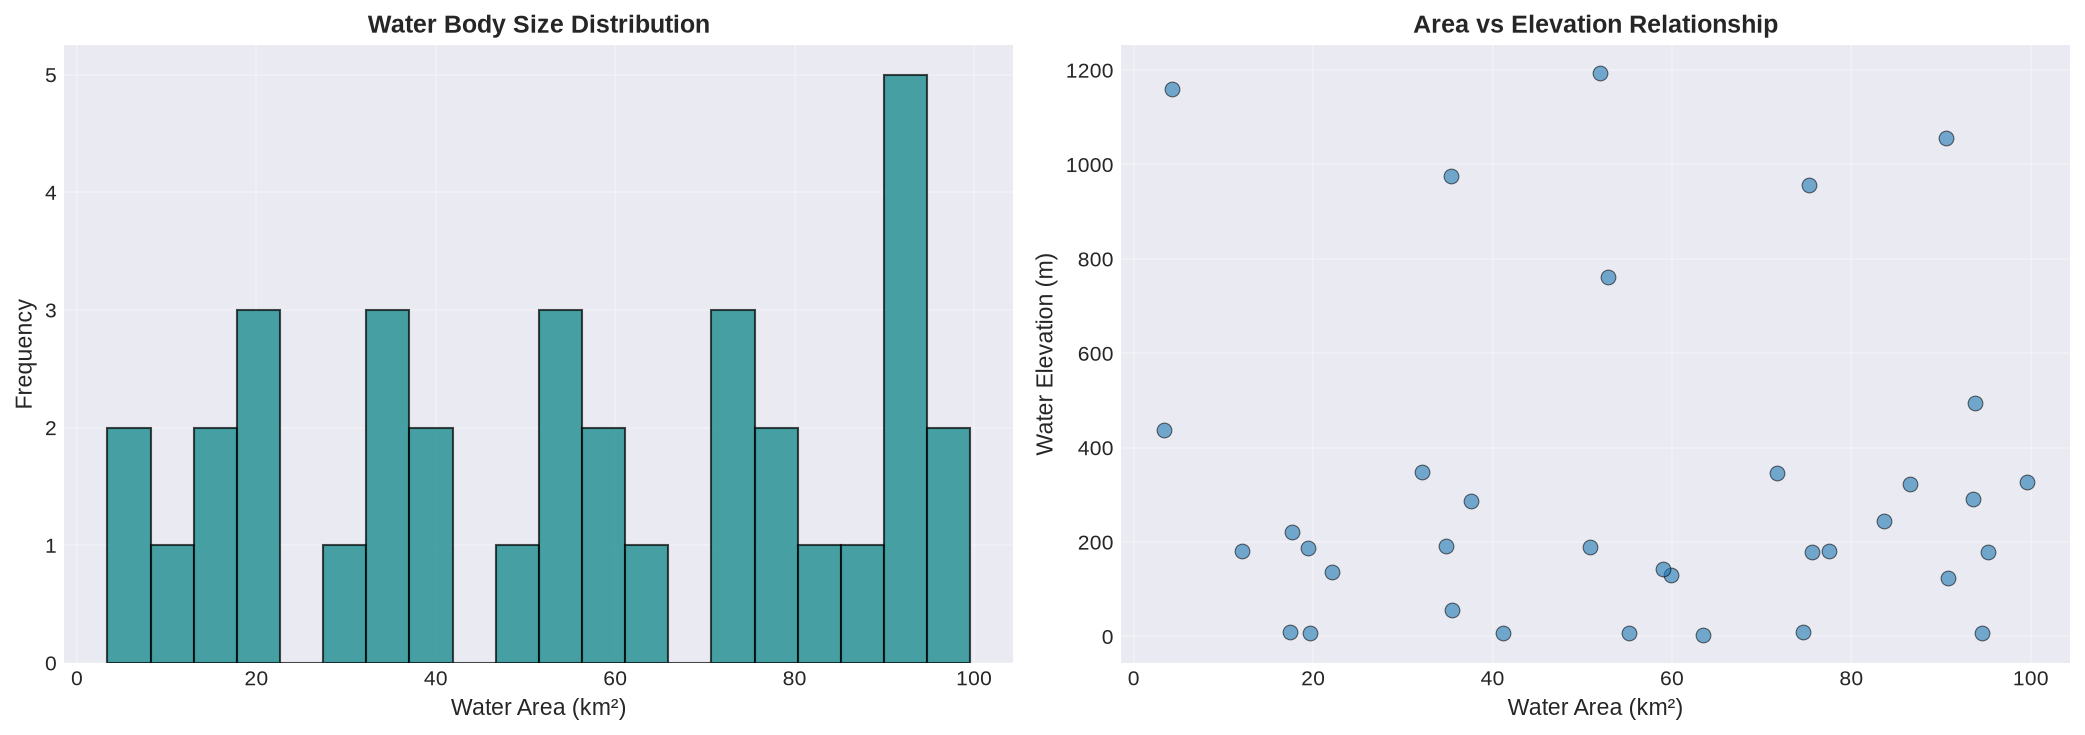 Water Body Size Distribution
Frequency
5
4
3
2
1
0
0 20 40 60 80 100
Water Area (km²)
Area vs Elevation Relationship
Water Elevation (m)
1200
1000
800
600
400
200
0
0 20 40 60 80 100
Water Area (km²)